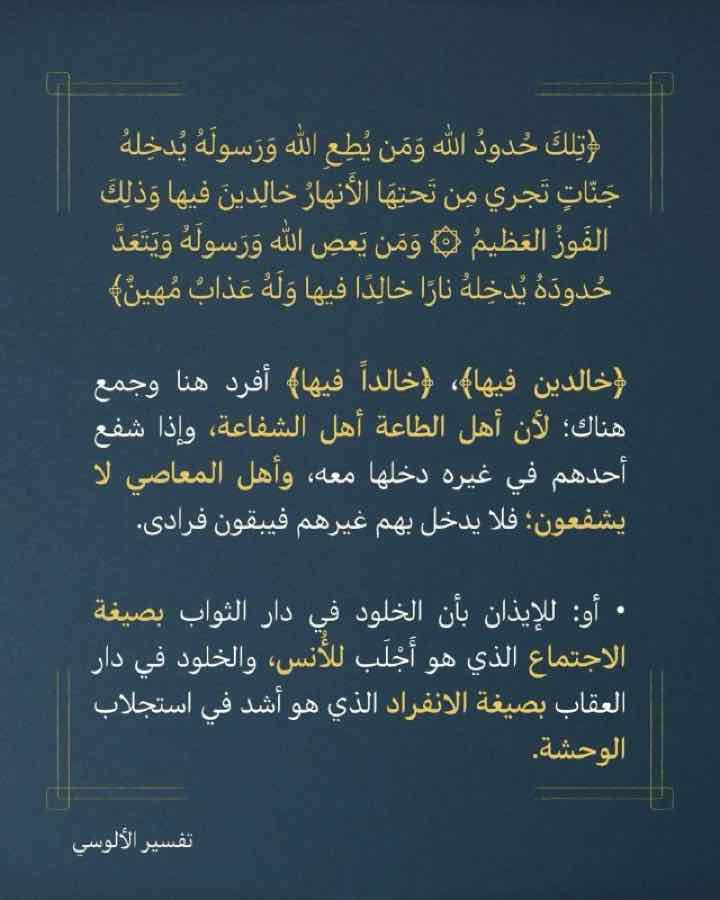 ﴿تِلكَ حُدودُ الله وَمَن يُطِعِ الله وَرَسولَهُ يُدخِلهُ
جَنّاتٍ تَجري مِن تَحتِهَا الأَنهارُ خالِدينَ فيها وَذلكَ
الفَوزُ العَظيمُ ۞ وَمَن يَعصِ الله وَرَسولَهُ وَيَتَعَدَّ
حُدودَهُ يُدخِلهُ نارًا خالِدًا فيها وَلَهُ عَذابٌ مُهينٌ﴾
﴿خالدين فيها﴾، ﴿خالداً فيها﴾ أفرد هنا وجمع
هناك؛ لأن أهل الطاعة أهل الشفاعة، وإذا شفع
أحدهم في غيره دخلها معه، وأهل المعاصي لا
يشفعون؛ فلا يدخل بهم غيرهم فيبقون فرادى.
• أو: للإيذان بأن الخلود في دار الثواب بصيغة
الاجتماع الذي هو أَجْلَب للأُنس، والخلود في دار
العقاب بصيغة الانفراد الذي هو أشد في استجلاب
الوحشة.
تفسير الألوسي